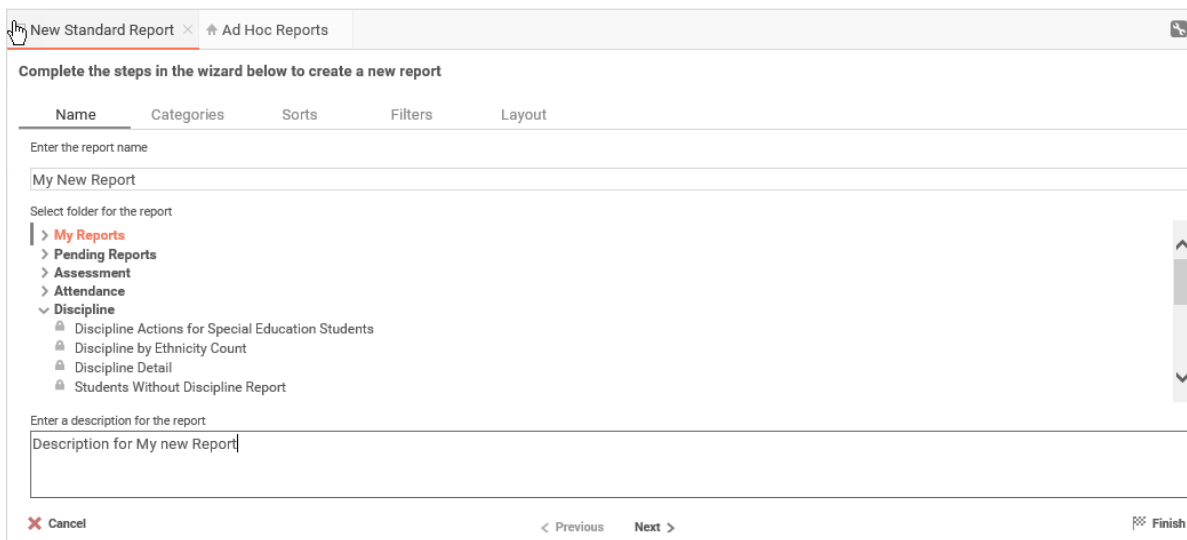 New Standard Report Ad Hoc Reports
Complete the steps in the wizard below to create a new report
Name Categories Sorts Filters Layout
Enter the report name
My New Report
Select folder for the report
My Reports
Pending Reports
Assessment
Attendance
Discipline
Discipline Actions for Special Education Students
Discipline by Ethnicity Count
Discipline Detail
Students Without Discipline Report
Enter a description for the report
Description for My new Report
Cancel < Previous Next > Finish